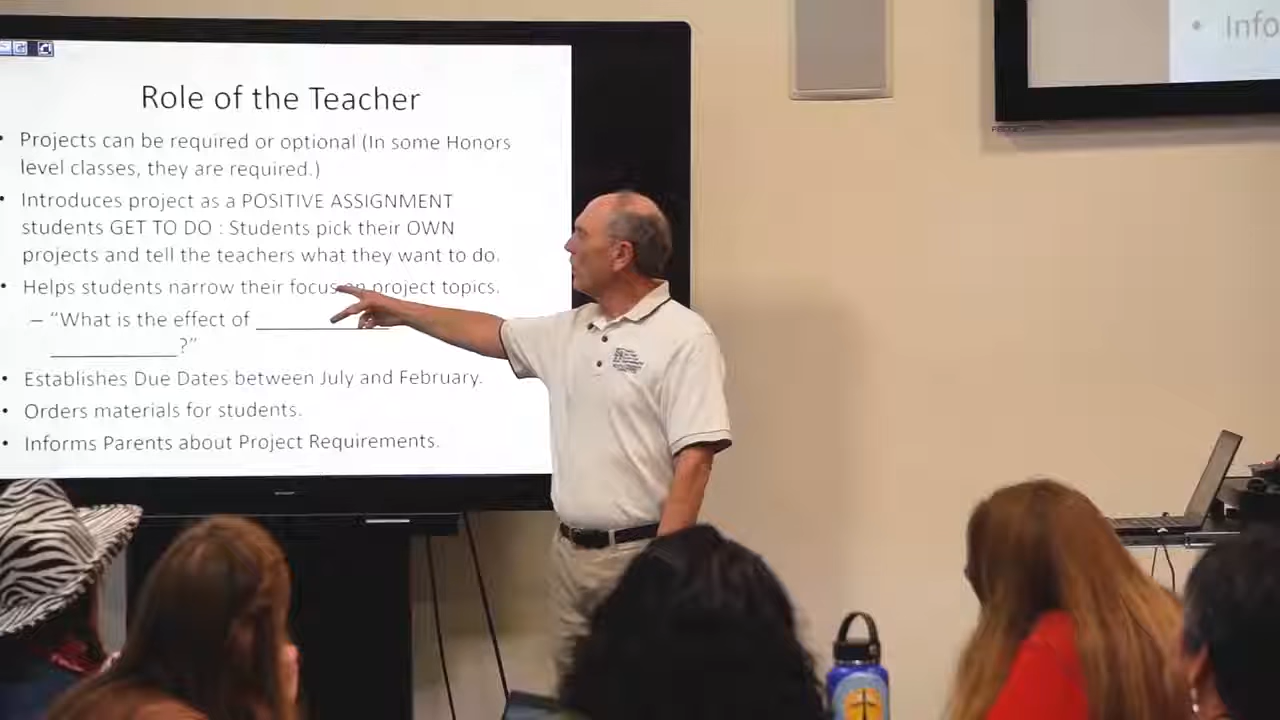 Role of the Teacher
• Projects can be required or optional (In some Honors
level classes, they are required.)
• Introduces project as a POSITIVE ASSIGNMENT
students GET TO DO : Students pick their OWN
projects and tell the teachers what they want to do.
• Helps students narrow their focus on project topics.
– “What is the effect of ____________
____________?”
• Establishes Due Dates between July and February.
• Orders materials for students.
• Informs Parents about Project Requirements.
• Info